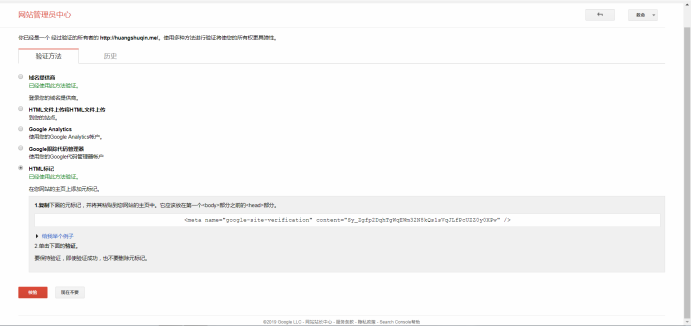 网站管理员中心
你已经是一个 经过验证的所有者的 http://huangshuqin.me/。使用多种方法进行验证将使您的所有权更具弹性。
验证方法 历史
域名提供商
已经使用此方法验证。
登录您的域名提供商。
HTML文件上传将HTML文件上传
到您的站点。
Google Analytics
使用您的Google Analytics帐户。
Google跟踪代码管理器
使用您的Google代码管理器帐户
HTML标记
已经使用此方法验证。
在您网站的主页上添加元标记。
1.复制下面的元标记，并将其粘贴到您网站的主页中。它应该放在第一个<body>部分之前的<head>部分。
<meta name="google-site-verification" />
给我举个例子
2.单击下面的验证。
要保持验证，即使验证成功，也不要删除元标记。
现在不要
©2019 Google LLC - 网站站长中心 - 服务条款 - 隐私政策 - Search Console帮助